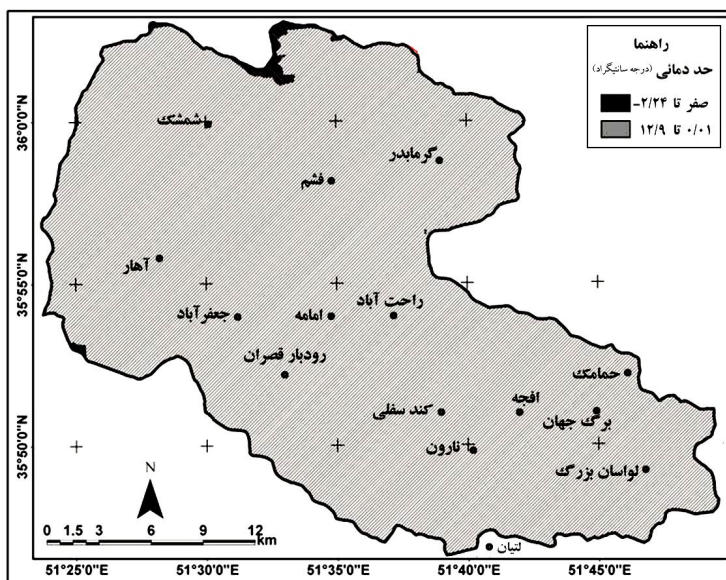 راهنما
حد دمائی (درجه سانتیگراد)
صفر تا ۲/۲۴-
۰/۰۱ تا ۱۲/۹
36°0'0"N
شمشک
گرمابدر
فشم
آهار
35°55'0"N
راحت آباد
امامه
جعفرآباد
رودبار قصران
حمامک
افجه
کند سفلی
برگ جهان
35°50'0"N
نارون
لواسان بزرگ
N
لتیان
0 1.5 3 6 9 12
km
51°25'0"E 51°30'0"E 51°35'0"E 51°40'0"E 51°45'0"E